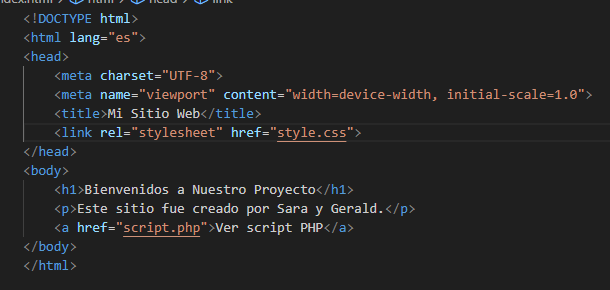 index.html > html > head > link
<!DOCTYPE html>
<html lang="es">
<head>
<meta charset="UTF-8">
<meta name="viewport" content="width=device-width, initial-scale=1.0">
<title>Mi Sitio Web</title>
<link rel="stylesheet" href="style.css">
</head>
<body>
<h1>Bienvenidos a Nuestro Proyecto</h1>
<p>Este sitio fue creado por Sara y Gerald.</p>
<a href="script.php">Ver script PHP</a>
</body>
</html>